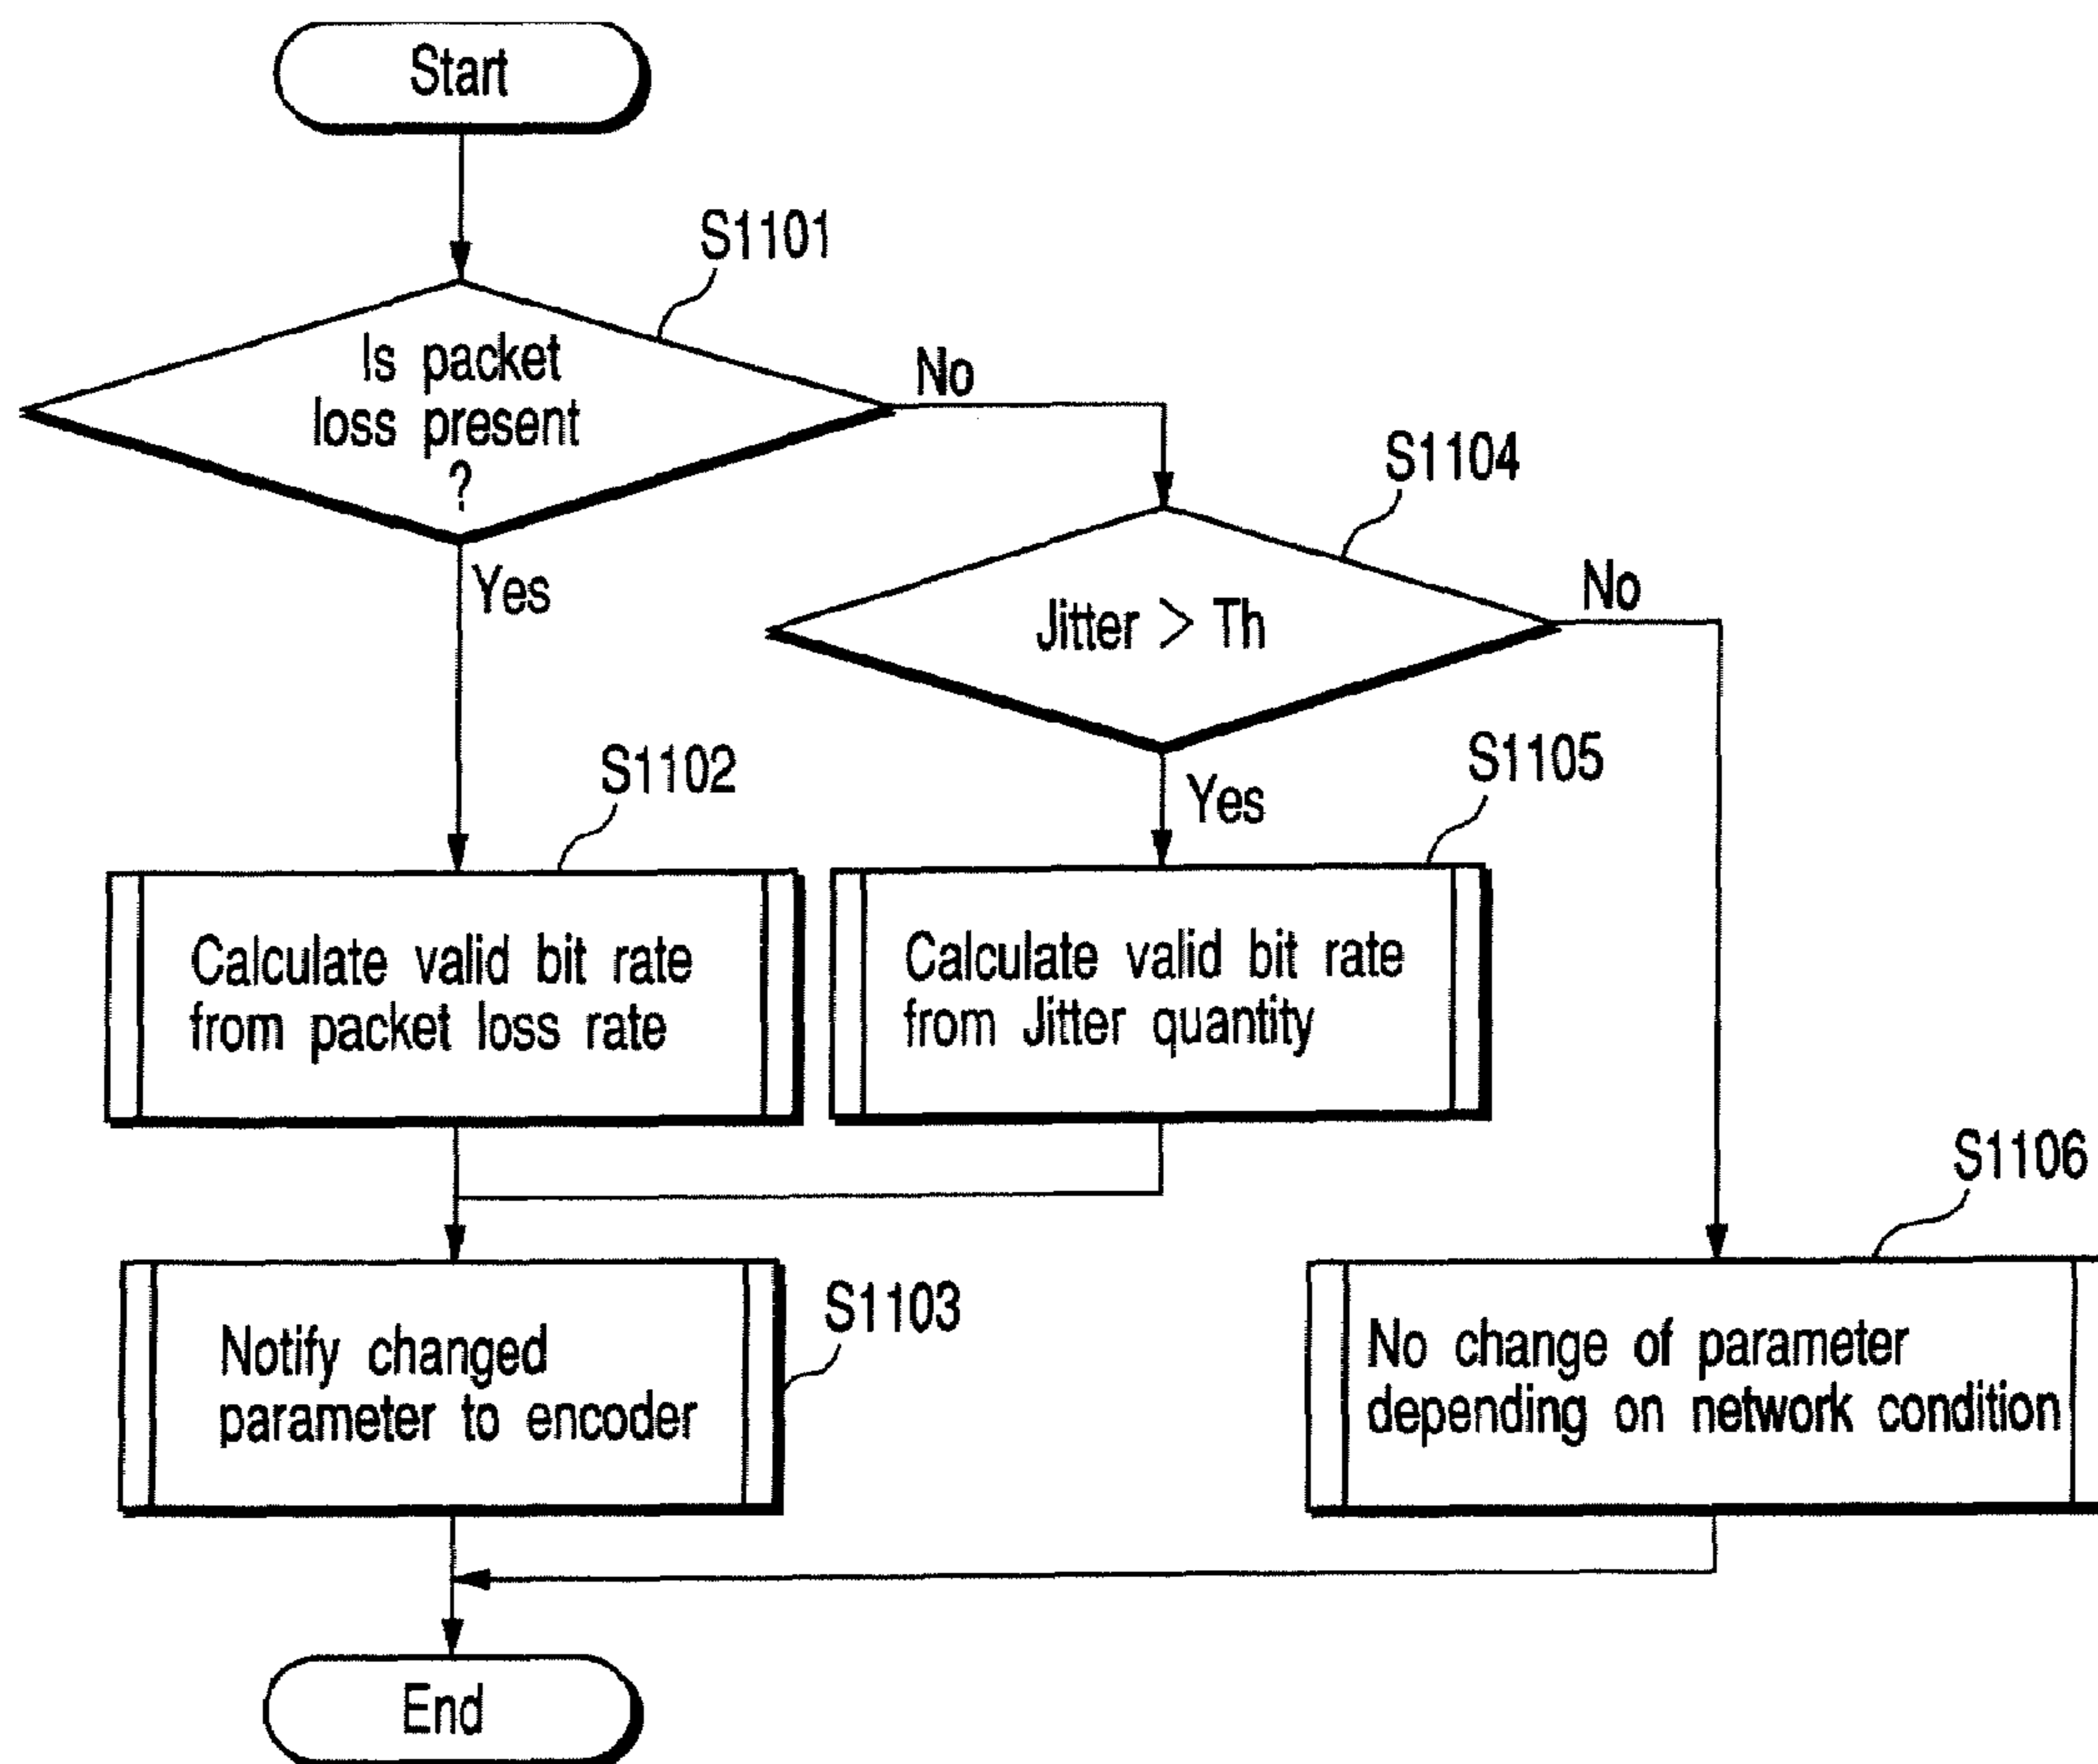 Start
S1101
Is packet
loss present
?
No
Yes
S1104
Jitter > Th
No
Yes
S1102
Calculate valid bit rate
from packet loss rate
S1105
Calculate valid bit rate
from Jitter quantity
S1103
Notify changed
parameter to encoder
S1106
No change of parameter
depending on network condition
End